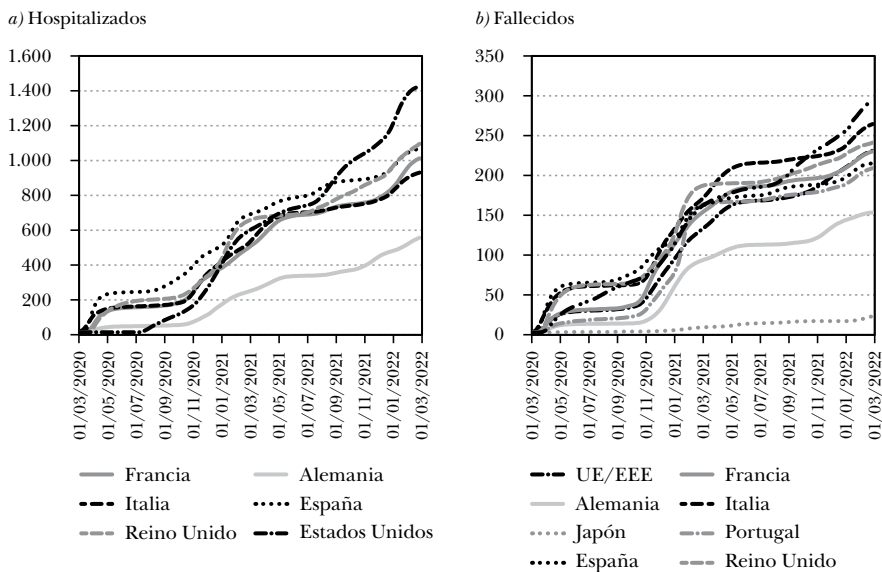 a) Hospitalizados
1.600
1.400
1.200
1.000
800
600
400
200
0
01/03/2020
01/05/2020
01/07/2020
01/09/2020
01/11/2020
01/01/2021
01/03/2021
01/05/2021
01/07/2021
01/09/2021
01/11/2021
01/01/2022
01/03/2022
Francia
Alemania
Italia
España
Reino Unido
Estados Unidos
b) Fallecidos
350
300
250
200
150
100
50
0
01/03/2020
01/05/2020
01/07/2020
01/09/2020
01/11/2020
01/01/2021
01/03/2021
01/05/2021
01/07/2021
01/09/2021
01/11/2021
01/01/2022
01/03/2022
UE/EEE
Francia
Alemania
Italia
Japón
Portugal
España
Reino Unido